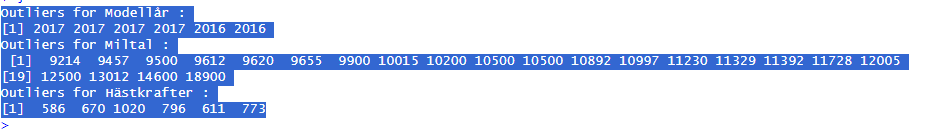 Outliers for Modellår :
[1] 2017 2017 2017 2017 2016 2016
Outliers for Miltal :
[1] 9214 9457 9500 9612 9620 9655 9900 10015 10200 10500 10500 10892 10997 11230 11329 11392 11728 12005
[19] 12500 13012 14600 18900
Outliers for Hästkrafter :
[1] 586 670 1020 796 611 773
>